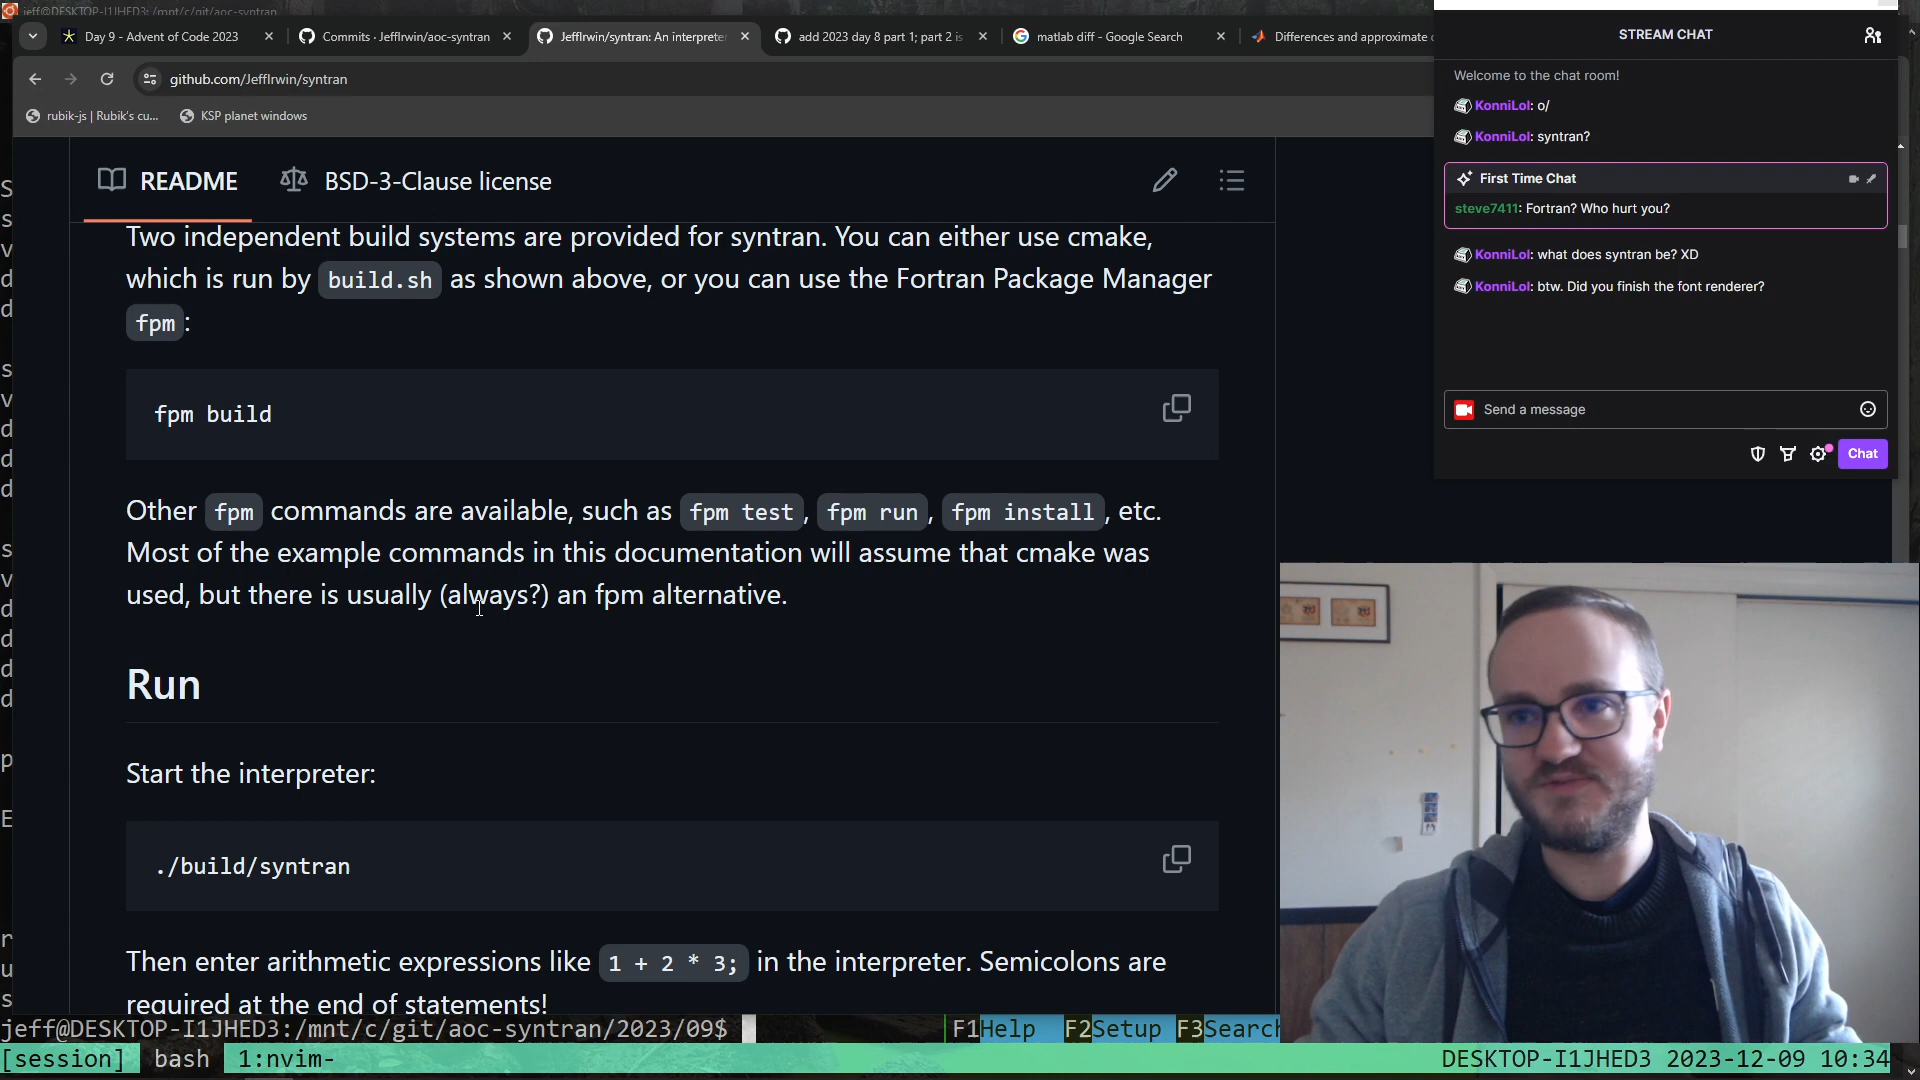 jeff@DESKTOP-I1JHED3: /mnt/c/git/aoc-syntran
Day 9 - Advent of Code 2023
Commits · JeffIrwin/aoc-syntran
JeffIrwin/syntran: An interprete
add 2023 day 8 part 1; part 2 is
matlab diff - Google Search
Differences and approximate
github.com/JeffIrwin/syntran
rubik-js | Rubik's cu...
KSP planet windows
README
BSD-3-Clause license
Two independent build systems are provided for syntran. You can either use cmake,
which is run by build.sh as shown above, or you can use the Fortran Package Manager
fpm:
fpm build
Other fpm commands are available, such as fpm test, fpm run, fpm install, etc.
Most of the example commands in this documentation will assume that cmake was
used, but there is usually (always?) an fpm alternative.
Run
Start the interpreter:
./build/syntran
Then enter arithmetic expressions like 1 + 2 * 3; in the interpreter. Semicolons are
required at the end of statements!
jeff@DESKTOP-I1JHED3:/mnt/c/git/aoc-syntran/2023/09$
F1Help F2Setup F3Search
[session] bash 1:nvim-
DESKTOP-I1JHED3 2023-12-09 10:34
STREAM CHAT
Welcome to the chat room!
KonniLol: o/
KonniLol: syntran?
First Time Chat
steve7411: Fortran? Who hurt you?
KonniLol: what does syntran be? XD
KonniLol: btw. Did you finish the font renderer?
Send a message
Chat